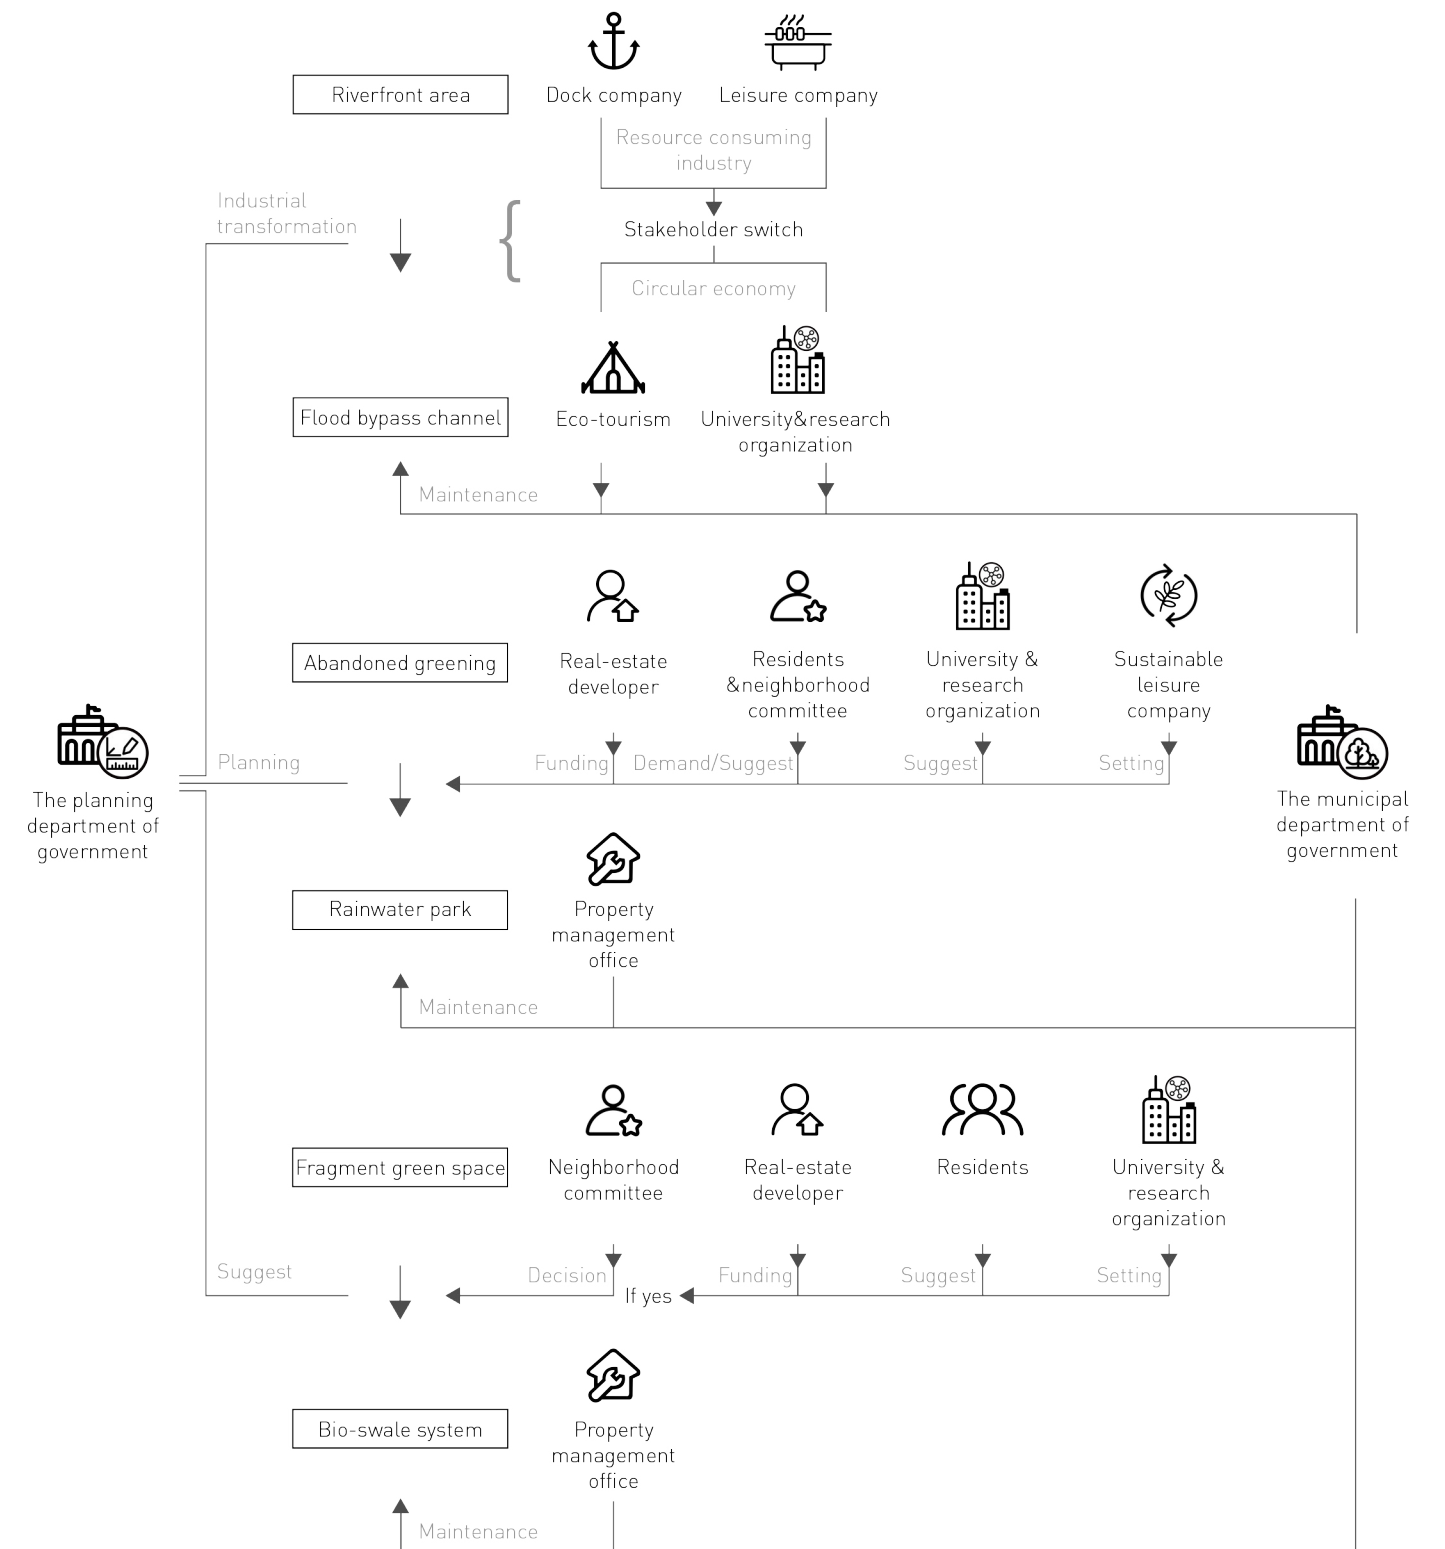 Riverfront area
Dock company
Leisure company
Resource consuming
industry
Industrial
transformation
Stakeholder switch
Circular economy
Flood bypass channel
Eco-tourism
University&research
organization
Maintenance
Abandoned greening
Real-estate
developer
Residents
&neighborhood
committee
University &
research
organization
Sustainable
leisure
company
The planning
department of
government
Planning
Funding
Demand/Suggest
Suggest
Setting
The municipal
department of
government
Rainwater park
Property
management
office
Maintenance
Fragment green space
Neighborhood
committee
Real-estate
developer
Residents
University &
research
organization
Suggest
Decision
If yes
Funding
Suggest
Setting
Bio-swale system
Property
management
office
Maintenance